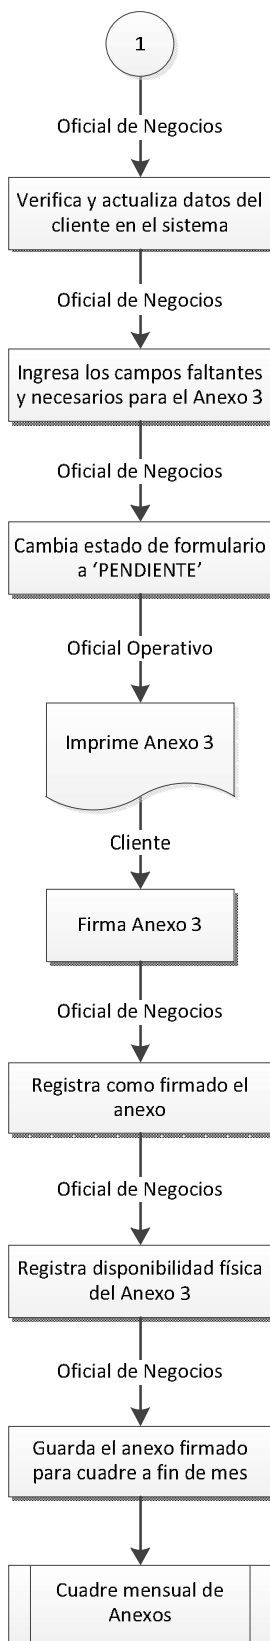 1
Oficial de Negocios
Verifica y actualiza datos del
cliente en el sistema
Oficial de Negocios
Ingresa los campos faltantes
y necesarios para el Anexo 3
Oficial de Negocios
Cambia estado de formulario
a ‘PENDIENTE’
Oficial Operativo
Imprime Anexo 3
Cliente
Firma Anexo 3
Oficial de Negocios
Registra como firmado el
anexo
Oficial de Negocios
Registra disponibilidad física
del Anexo 3
Oficial de Negocios
Guarda el anexo firmado
para cuadre a fin de mes
Cuadre mensual de
Anexos